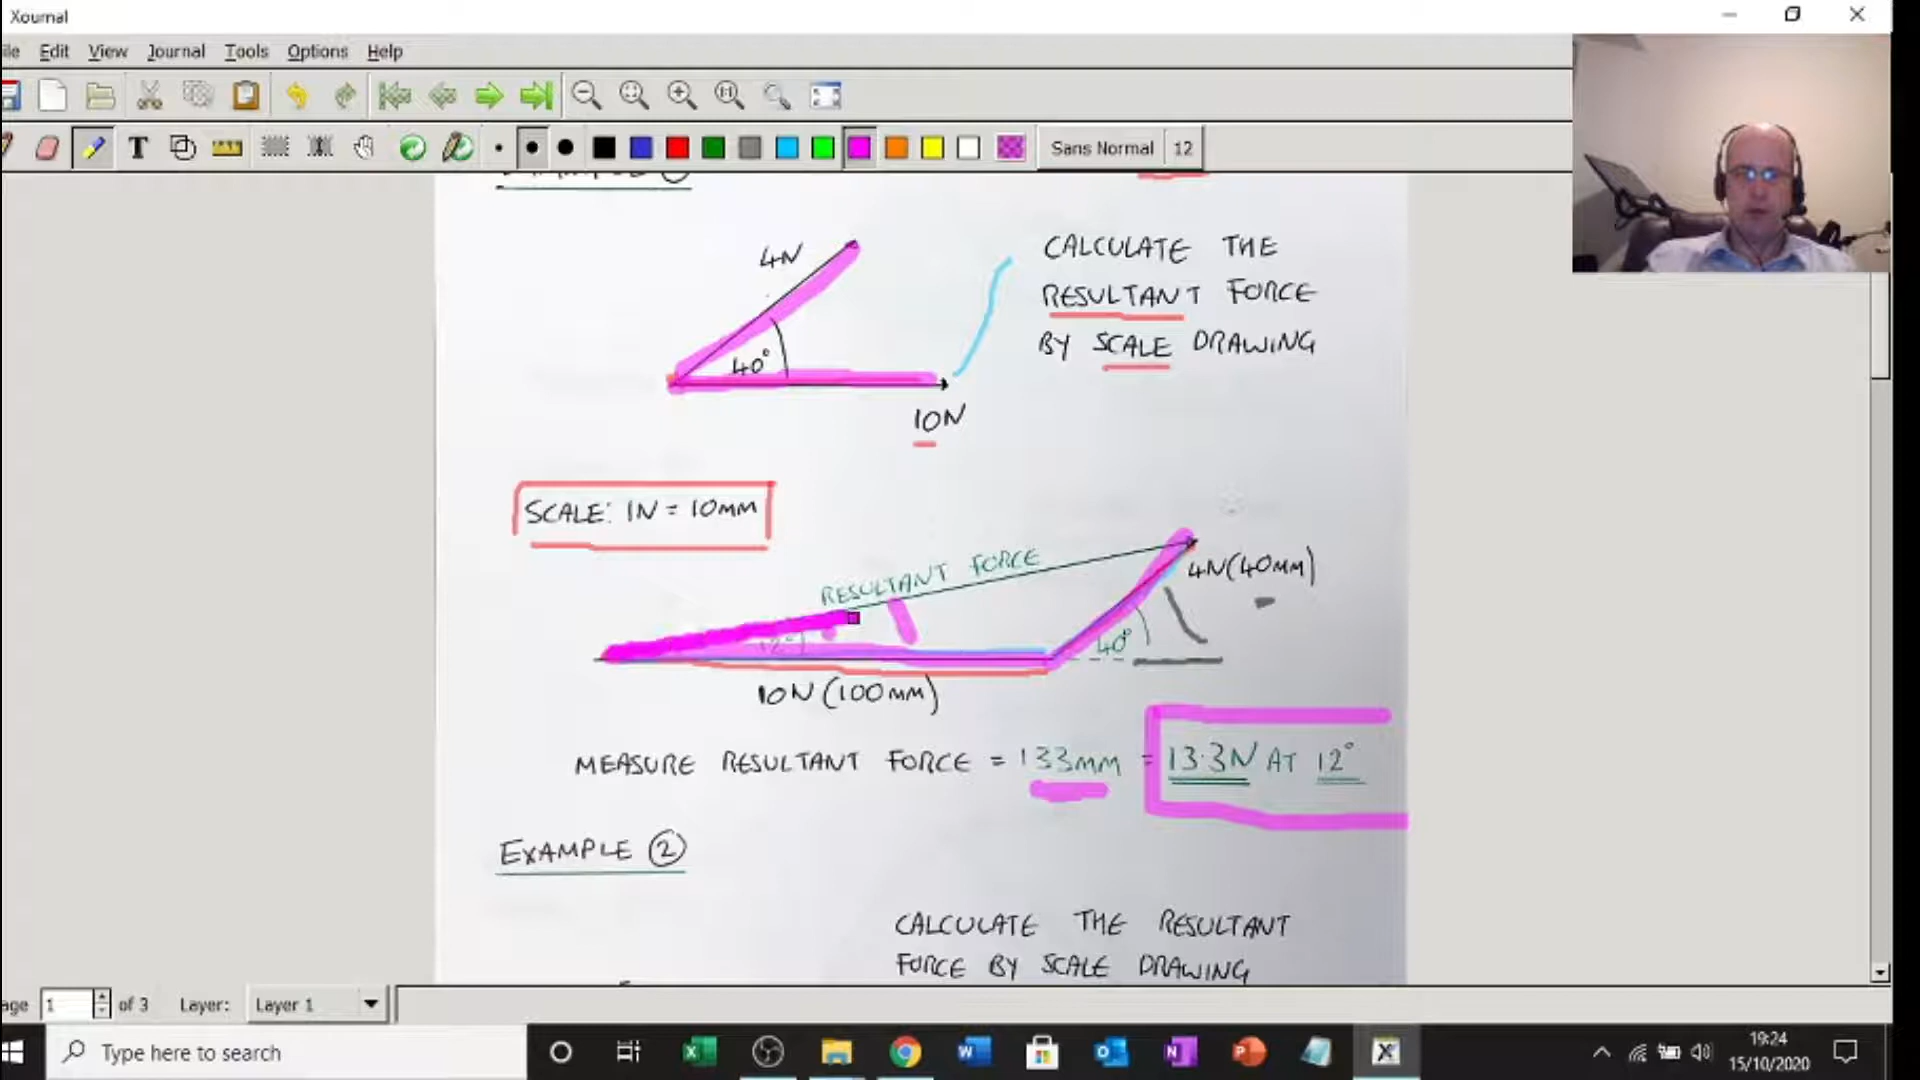 Xournal
ile Edit View Journal Tools Options Help
Sans Normal 12
4N
40°
10N
CALCULATE THE
RESULTANT FORCE
BY SCALE DRAWING
SCALE: 1N = 10MM
RESULTANT FORCE
4N(40MM)
12°
40°
10N(100MM)
MEASURE RESULTANT FORCE = 133MM = 13.3N AT 12°
EXAMPLE 2
CALCULATE THE RESULTANT
FORCE BY SCALE DRAWING
age 1 of 3 Layer: Layer 1
Type here to search
19:24
15/10/2020